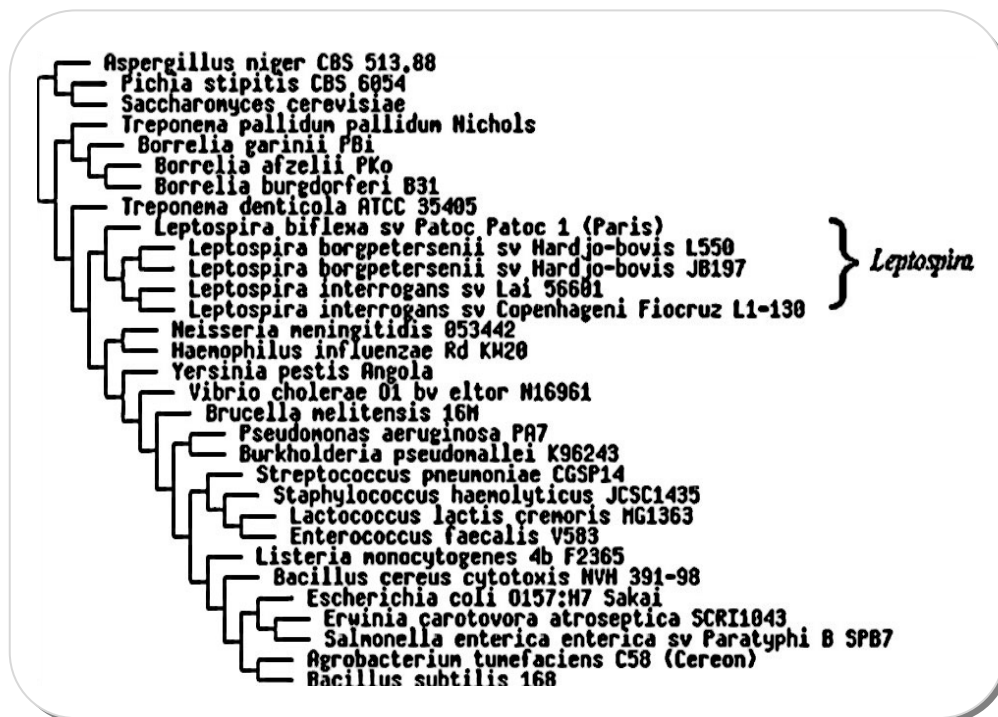 Aspergillus niger CBS 513.88
Pichia stipitis CBS 6054
Saccharomyces cerevisiae
Treponema pallidum pallidum Nichols
Borrelia garinii PBi
Borrelia afzelii PKo
Borrelia burgdorferi B31
Treponema denticola ATCC 35405
Leptospira biflexa sv Patoc Patoc 1 (Paris)
Leptospira borgpetersenii sv Hardjo-bovis L550
Leptospira borgpetersenii sv Hardjo-bovis JB197
Leptospira
Leptospira interrogans sv Lai 56601
Leptospira interrogans sv Copenhageni Fiocruz L1-130
Neisseria meningitidis 053442
Haemophilus influenzae Rd KW20
Yersinia pestis Angola
Vibrio cholerae O1 bv eltor N16961
Brucella melitensis 16M
Pseudomonas aeruginosa PA7
Burkholderia pseudomallei K96243
Streptococcus pneumoniae CGSP14
Staphylococcus haemolyticus JCSC1435
Lactococcus lactis cremoris MG1363
Enterococcus faecalis V583
Listeria monocytogenes 4b F2365
Bacillus cereus cytotoxis NVH 391-98
Escherichia coli O157:H7 Sakai
Erwinia carotovora atroseptica SCRI1043
Salmonella enterica enterica sv Paratyphi B SPB7
Agrobacterium tumefaciens C58 (Cereon)
Bacillus subtilis 168